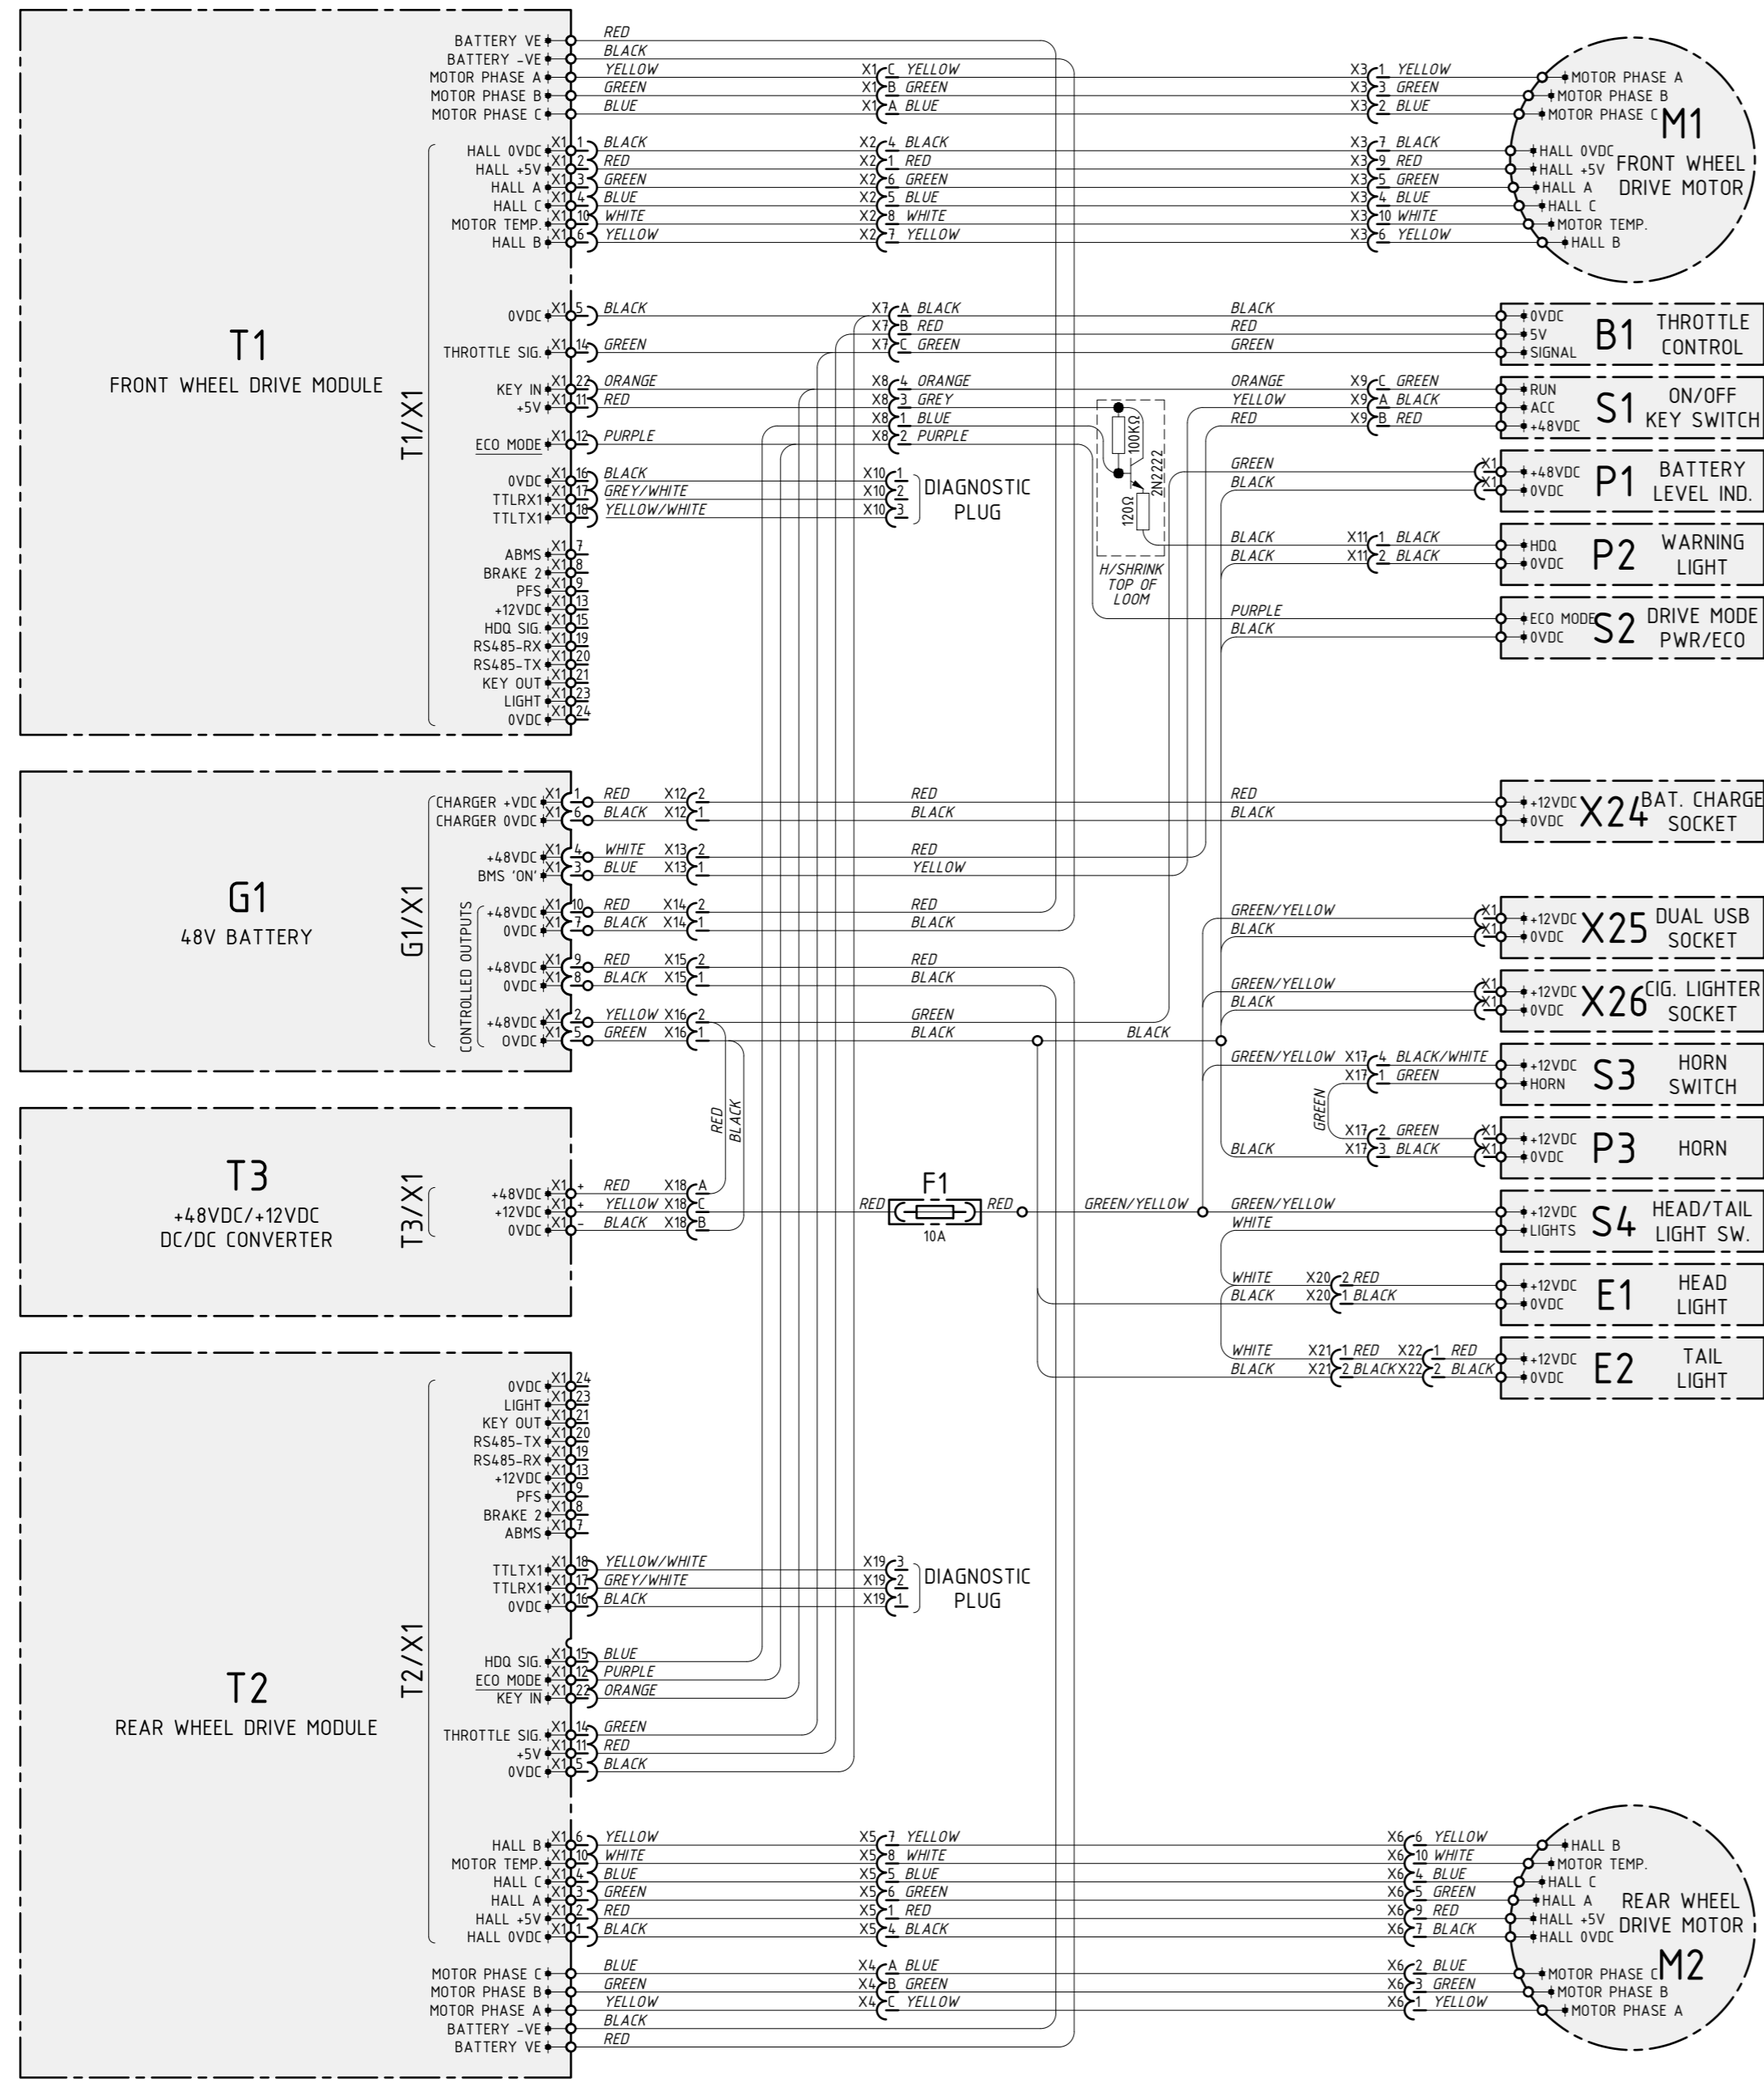 BATTERY VE RED
BATTERY -VE BLACK
MOTOR PHASE A YELLOW X1 C YELLOW X3 1 YELLOW MOTOR PHASE A
MOTOR PHASE B GREEN X1 B GREEN X3 3 GREEN MOTOR PHASE B
MOTOR PHASE C BLUE X1 A BLUE X3 2 BLUE MOTOR PHASE C
M1
FRONT WHEEL
DRIVE MOTOR
HALL 0VDC X1 1 BLACK X2 4 BLACK X3 7 BLACK HALL 0VDC
HALL +5V X1 2 RED X2 1 RED X3 9 RED HALL +5V
HALL A X1 3 GREEN X2 6 GREEN X3 5 GREEN HALL A
HALL C X1 4 BLUE X2 5 BLUE X3 4 BLUE HALL C
MOTOR TEMP. X1 10 WHITE X2 8 WHITE X3 10 WHITE MOTOR TEMP.
HALL B X1 6 YELLOW X2 7 YELLOW X3 6 YELLOW HALL B
T1
FRONT WHEEL DRIVE MODULE
T1/X1
0VDC X1 5 BLACK X7 A BLACK BLACK 0VDC
X7 B RED RED 5V
THROTTLE SIG. X1 14 GREEN X7 C GREEN GREEN SIGNAL
B1 THROTTLE
CONTROL
KEY IN X1 22 ORANGE X8 4 ORANGE ORANGE X9 C GREEN RUN
+5V X1 11 RED X8 3 GREY YELLOW X9 A BLACK ACC
X8 1 BLUE RED X9 B RED +48VDC
S1 ON/OFF
KEY SWITCH
ECO MODE X1 12 PURPLE X8 2 PURPLE
100KΩ
2N2222
120Ω
H/SHRINK
TOP OF
LOOM
0VDC X1 16 BLACK X10 1
TTLRX1 X1 17 GREY/WHITE X10 2
TTLTX1 X1 18 YELLOW/WHITE X10 3
DIAGNOSTIC
PLUG
GREEN X1 +48VDC
BLACK X1 0VDC
P1 BATTERY
LEVEL IND.
BLACK X11 1 BLACK HDQ
BLACK X11 2 BLACK 0VDC
P2 WARNING
LIGHT
PURPLE ECO MODE
BLACK 0VDC
S2 DRIVE MODE
PWR/ECO
ABMS X1 7
BRAKE 2 X1 8
PFS X1 9
+12VDC X1 13
HDQ SIG. X1 15
RS485-RX X1 19
RS485-TX X1 20
KEY OUT X1 21
LIGHT X1 23
0VDC X1 24
G1
48V BATTERY
G1/X1
CHARGER +VDC X1 1 RED X12 2 RED RED +12VDC
CHARGER 0VDC X1 6 BLACK X12 1 BLACK BLACK 0VDC
X24 BAT. CHARGE
SOCKET
+48VDC X1 4 WHITE X13 2 RED
BMS 'ON' X1 3 BLUE X13 1 YELLOW
CONTROLLED OUTPUTS
+48VDC X1 10 RED X14 2 RED
0VDC X1 7 BLACK X14 1 BLACK
+48VDC X1 9 RED X15 2 RED
0VDC X1 8 BLACK X15 1 BLACK
+48VDC X1 2 YELLOW X16 2 GREEN
0VDC X1 5 GREEN X16 1 BLACK BLACK
RED
BLACK
GREEN/YELLOW X1 +12VDC
BLACK X1 0VDC
X25 DUAL USB
SOCKET
GREEN/YELLOW X1 +12VDC
BLACK X1 0VDC
X26 CIG. LIGHTER
SOCKET
GREEN/YELLOW X17 4 BLACK/WHITE +12VDC
X17 1 GREEN HORN
S3 HORN
SWITCH
GREEN
X17 2 GREEN X1 +12VDC
BLACK X17 3 BLACK X1 0VDC
P3 HORN
T3
+48VDC/+12VDC
DC/DC CONVERTER
T3/X1
+48VDC X1 + RED X18 A
+12VDC X1 + YELLOW X18 C RED F1 RED GREEN/YELLOW GREEN/YELLOW +12VDC
0VDC X1 - BLACK X18 B
10A
WHITE LIGHTS
S4 HEAD/TAIL
LIGHT SW.
WHITE X20 2 RED +12VDC
BLACK X20 1 BLACK 0VDC
E1 HEAD
LIGHT
WHITE X21 1 RED X22 1 RED +12VDC
BLACK X21 2 BLACK X22 2 BLACK 0VDC
E2 TAIL
LIGHT
T2
REAR WHEEL DRIVE MODULE
T2/X1
0VDC X1 24
LIGHT X1 23
KEY OUT X1 21
RS485-TX X1 20
RS485-RX X1 19
+12VDC X1 13
PFS X1 9
BRAKE 2 X1 8
ABMS X1 7
TTLTX1 X1 18 YELLOW/WHITE X19 3
TTLRX1 X1 17 GREY/WHITE X19 2
0VDC X1 16 BLACK X19 1
DIAGNOSTIC
PLUG
HDQ SIG. X1 15 BLUE
ECO MODE X1 12 PURPLE
KEY IN X1 22 ORANGE
THROTTLE SIG. X1 14 GREEN
+5V X1 11 RED
0VDC X1 5 BLACK
HALL B X1 6 YELLOW X5 7 YELLOW X6 6 YELLOW HALL B
MOTOR TEMP. X1 10 WHITE X5 8 WHITE X6 10 WHITE MOTOR TEMP.
HALL C X1 4 BLUE X5 5 BLUE X6 4 BLUE HALL C
HALL A X1 3 GREEN X5 6 GREEN X6 5 GREEN HALL A
HALL +5V X1 2 RED X5 1 RED X6 9 RED HALL +5V
HALL 0VDC X1 1 BLACK X5 4 BLACK X6 7 BLACK HALL 0VDC
REAR WHEEL
DRIVE MOTOR
M2
MOTOR PHASE C BLUE X4 A BLUE X6 2 BLUE MOTOR PHASE C
MOTOR PHASE B GREEN X4 B GREEN X6 3 GREEN MOTOR PHASE B
MOTOR PHASE A YELLOW X4 C YELLOW X6 1 YELLOW MOTOR PHASE A
BATTERY -VE BLACK
BATTERY VE RED